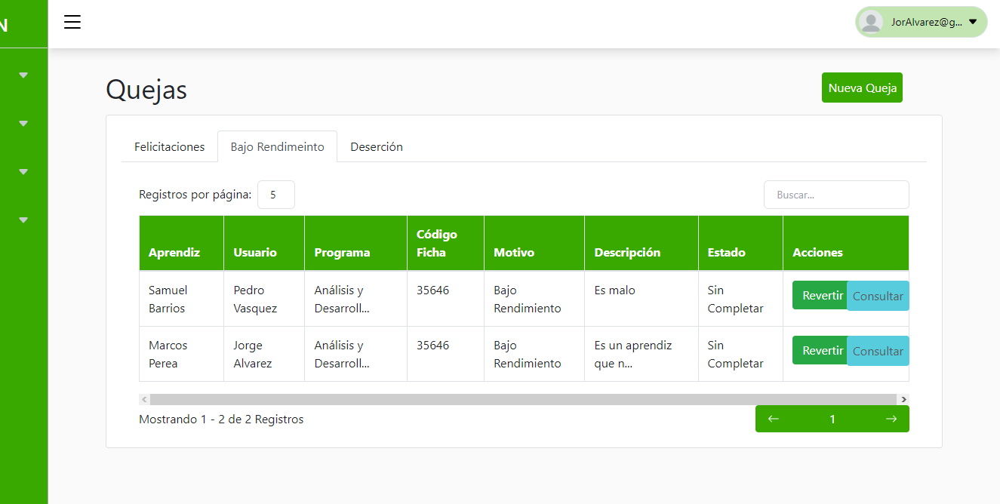 N
JorAlvarez@g...
Quejas
Nueva Queja
Felicitaciones
Bajo Rendimeinto
Deserción
Registros por página:
5
Buscar...
Aprendiz
Usuario
Programa
Código
Ficha
Motivo
Descripción
Estado
Acciones
Samuel
Barrios
Pedro
Vasquez
Análisis y
Desarroll...
35646
Bajo
Rendimiento
Es malo
Sin
Completar
Revertir
Consultar
Marcos
Perea
Jorge
Alvarez
Análisis y
Desarroll...
35646
Bajo
Rendimiento
Es un aprendiz
que n...
Sin
Completar
Revertir
Consultar
Mostrando 1 - 2 de 2 Registros
1